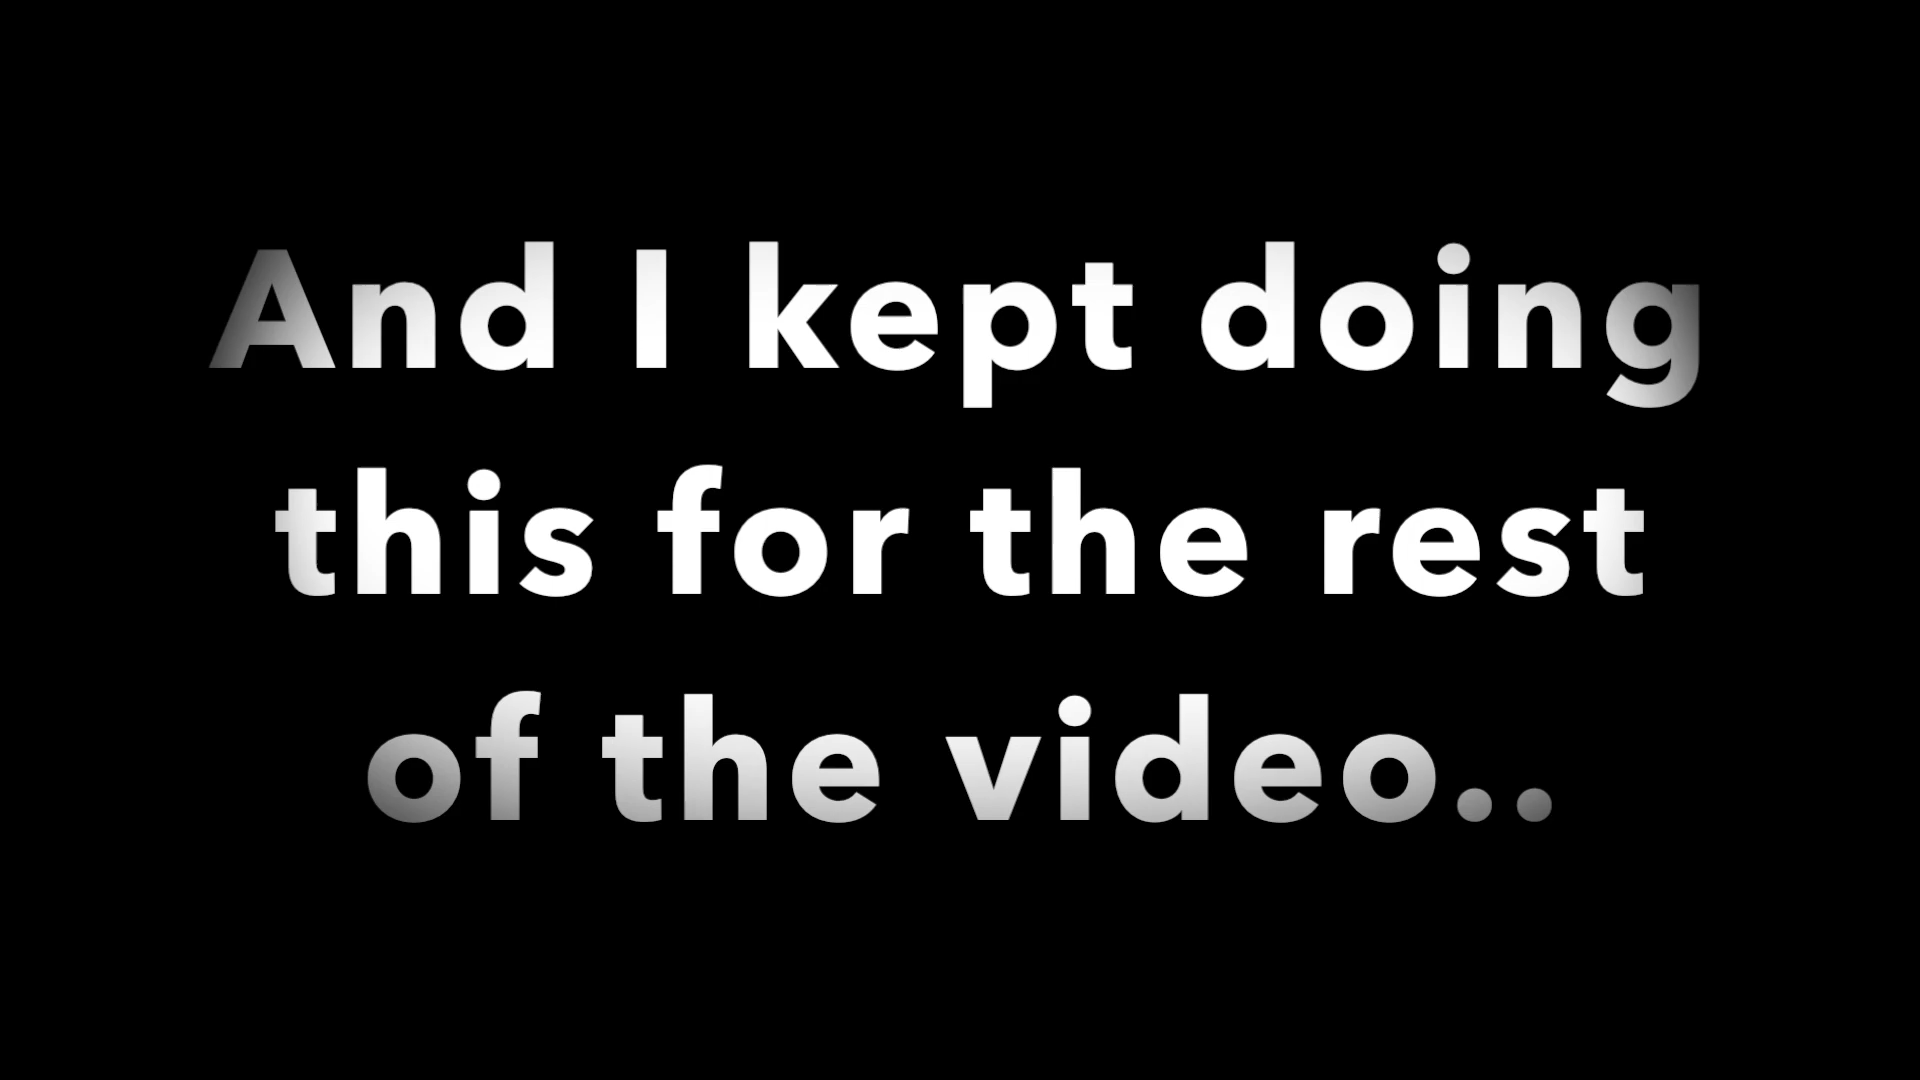 And I kept doing
this for the rest
of the video..